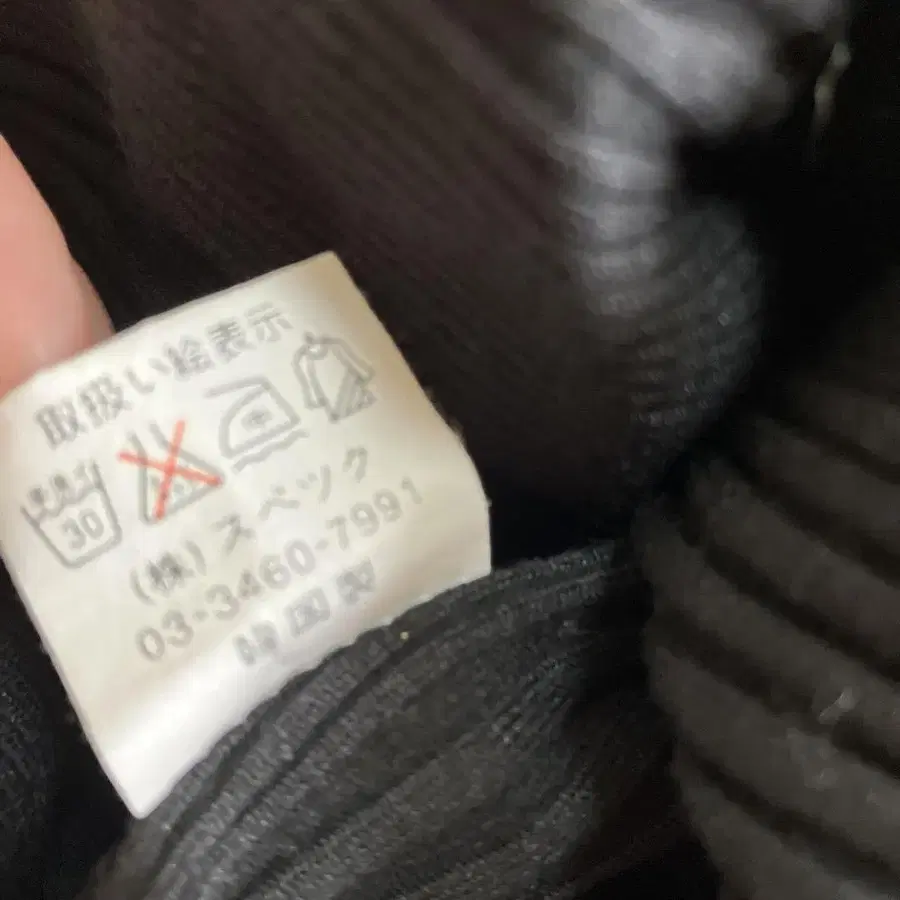 取扱い絵表示
30
(株)スペック
03-3460-7991
韓国製